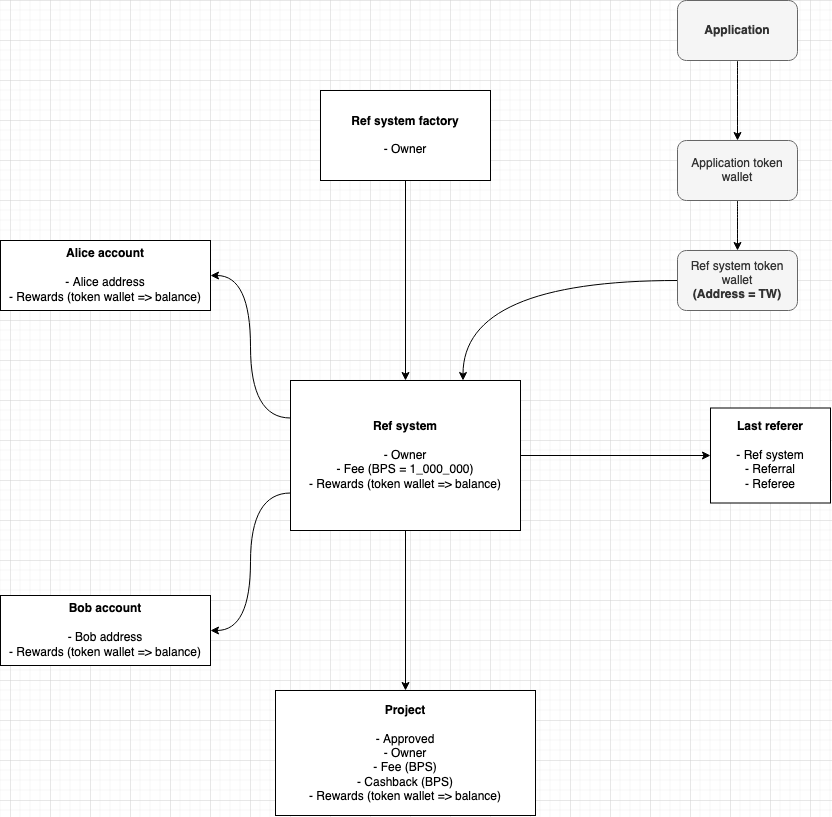 Application
Ref system factory
- Owner
Application token
wallet
Alice account
- Alice address
- Rewards (token wallet => balance)
Ref system token
wallet
(Address = TW)
Ref system
- Owner
- Fee (BPS = 1_000_000)
- Rewards (token wallet => balance)
Last referer
- Ref system
- Referral
- Referee
Bob account
- Bob address
- Rewards (token wallet => balance)
Project
- Approved
- Owner
- Fee (BPS)
- Cashback (BPS)
- Rewards (token wallet => balance)